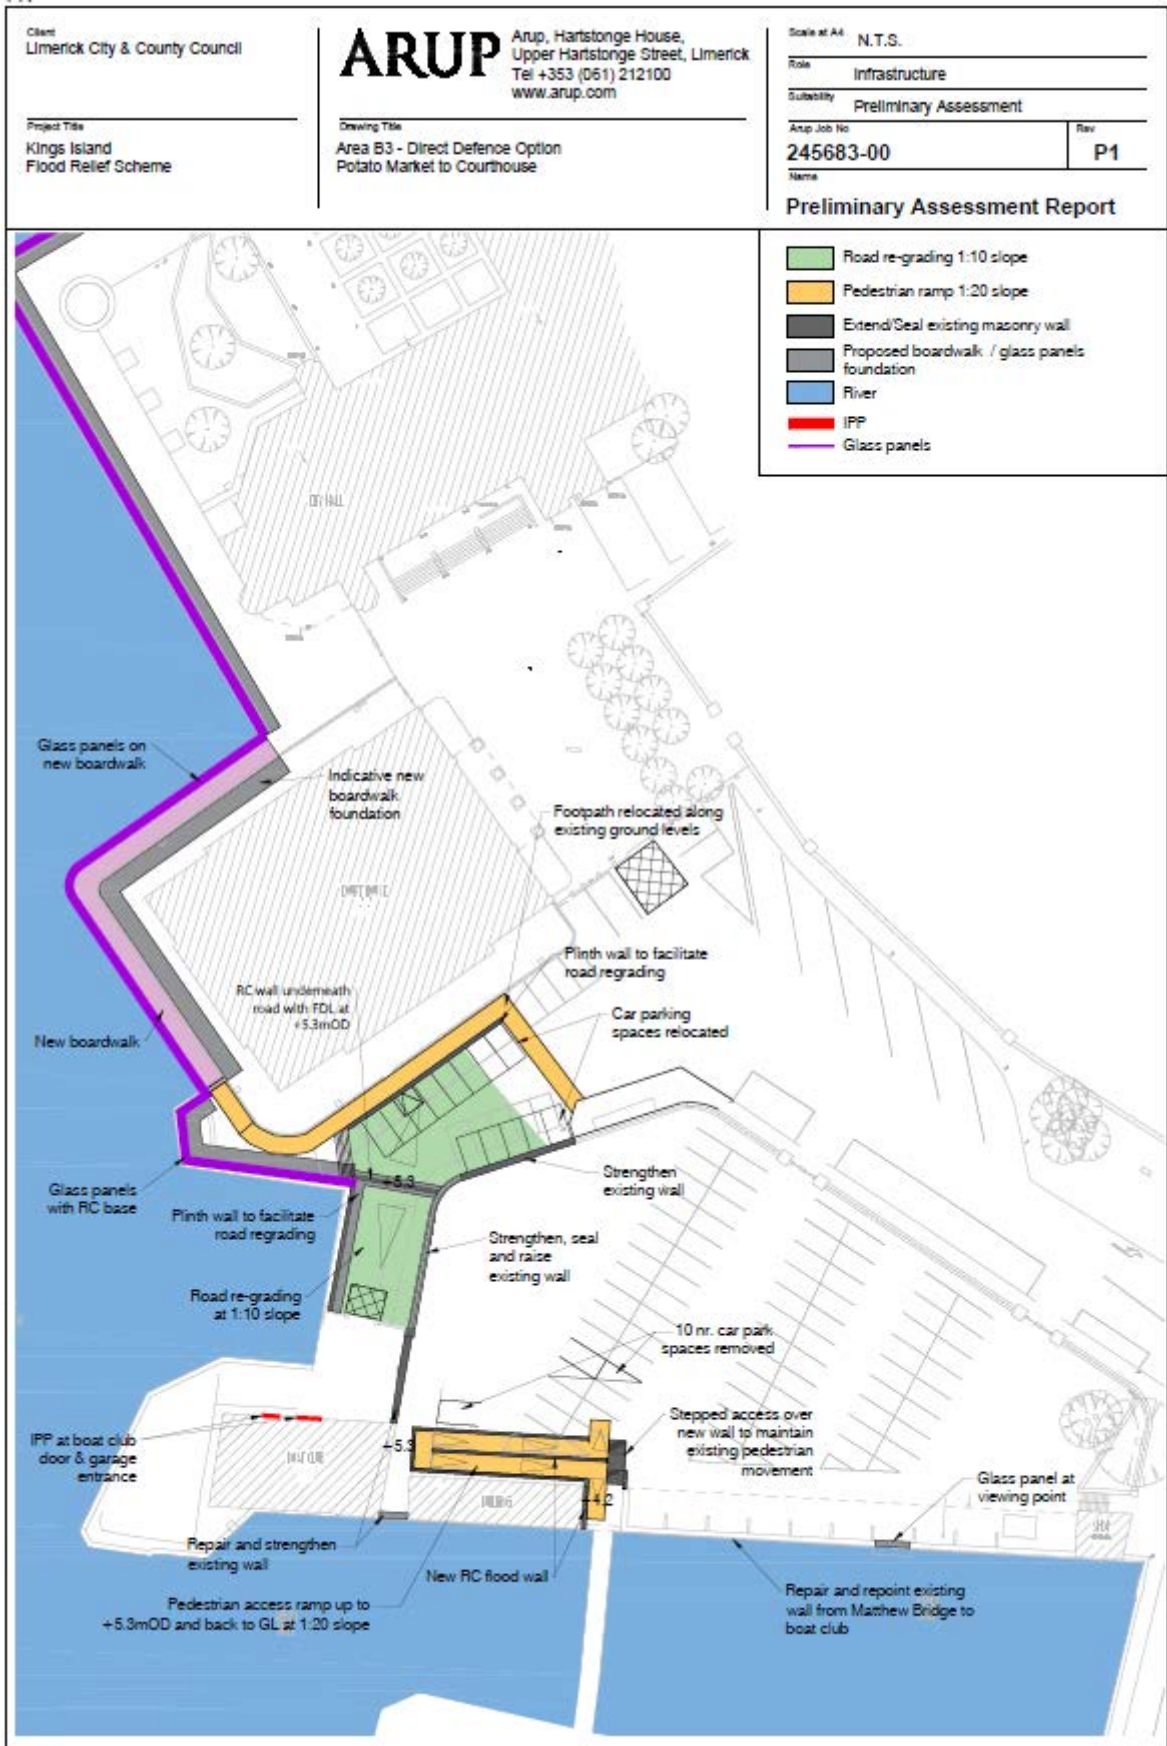 Client
Limerick City & County Council
Project Title
Kings Island
Flood Relief Scheme
ARUP
Arup, Hartstonge House,
Upper Hartstonge Street, Limerick
Tel +353 (061) 212100
www.arup.com
Drawing Title
Area B3 - Direct Defence Option
Potato Market to Courthouse
Scale at A4 N.T.S.
Role Infrastructure
Suitability Preliminary Assessment
Arup Job No
245683-00
Rev
P1
Name
Preliminary Assessment Report
Road re-grading 1:10 slope
Pedestrian ramp 1:20 slope
Extend/Seal existing masonry wall
Proposed boardwalk / glass panels
foundation
River
IPP
Glass panels
CITY HALL
Glass panels on
new boardwalk
Indicative new
boardwalk
foundation
Footpath relocated along
existing ground levels
Plinth wall to facilitate
road regrading
RC wall underneath
road with FDL at
+5.3mOD
Car parking
spaces relocated
New boardwalk
+5.3
Glass panels
with RC base
Strengthen
existing wall
Plinth wall to facilitate
road regrading
Strengthen, seal
and raise
existing wall
Road re-grading
at 1:10 slope
10 nr. car park
spaces removed
Stepped access over
new wall to maintain
existing pedestrian
movement
IPP at boat club
door & garage
entrance
+5.3
Glass panel at
viewing point
4.2
Repair and strengthen
existing wall
New RC flood wall
Pedestrian access ramp up to
+5.3mOD and back to GL at 1:20 slope
Repair and repoint existing
wall from Matthew Bridge to
boat club